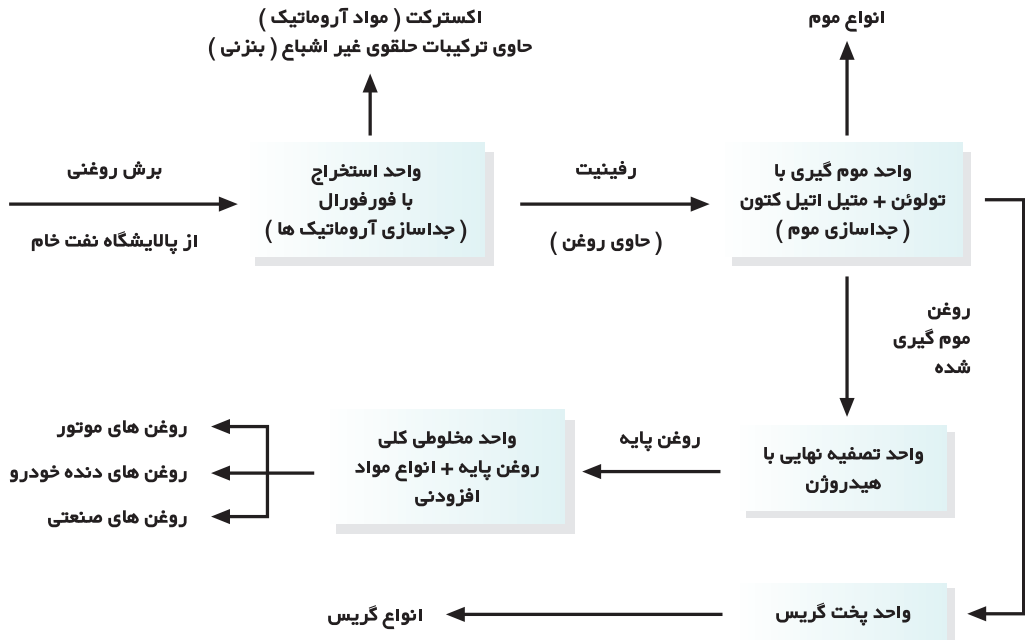 اکسترکت ( مواد آروماتیک )
حاوی ترکیبات حلقوی غیر اشباع ( بنزنی )
انواع موم
برش روغنی
از پالایشگاه نفت خام
واحد استخراج
با فورفورال
( جداسازی آروماتیک ها )
رفینیت
( حاوی روغن )
واحد موم گیری با
تولوئن + متیل اتیل کتون
( جداسازی موم )
روغن
موم گیری
شده
واحد تصفیه نهایی با
هیدروژن
روغن پایه
واحد مخلوطی کلی
روغن پایه + انواع مواد
افزودنی
روغن های موتور
روغن های دنده خودرو
روغن های صنعتی
واحد پخت گریس
انواع گریس